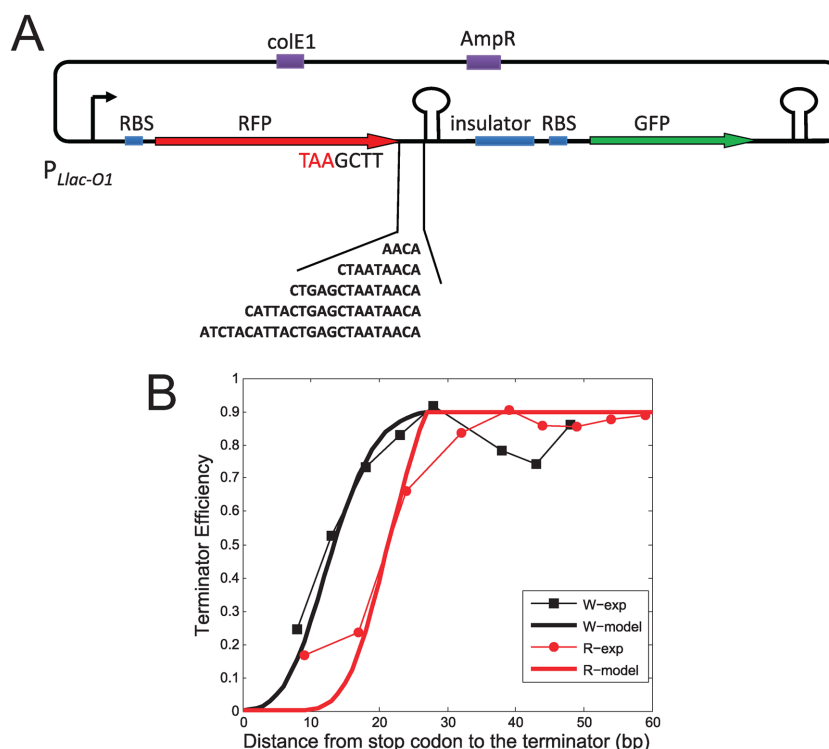 A
colE1
AmpR
RBS
RFP
insulator
RBS
GFP
TAAGCTT
P Llac-O1
AACA
CTAATAACA
CTGAGCTAATAACA
CATTACTGAGCTAATAACA
ATCTACATTACTGAGCTAATAACA
B
1
0.9
0.8
0.7
0.6
0.5
0.4
0.3
0.2
0.1
0
Terminator Efficiency
W-exp
W-model
R-exp
R-model
0 10 20 30 40 50 60
Distance from stop codon to the terminator (bp)